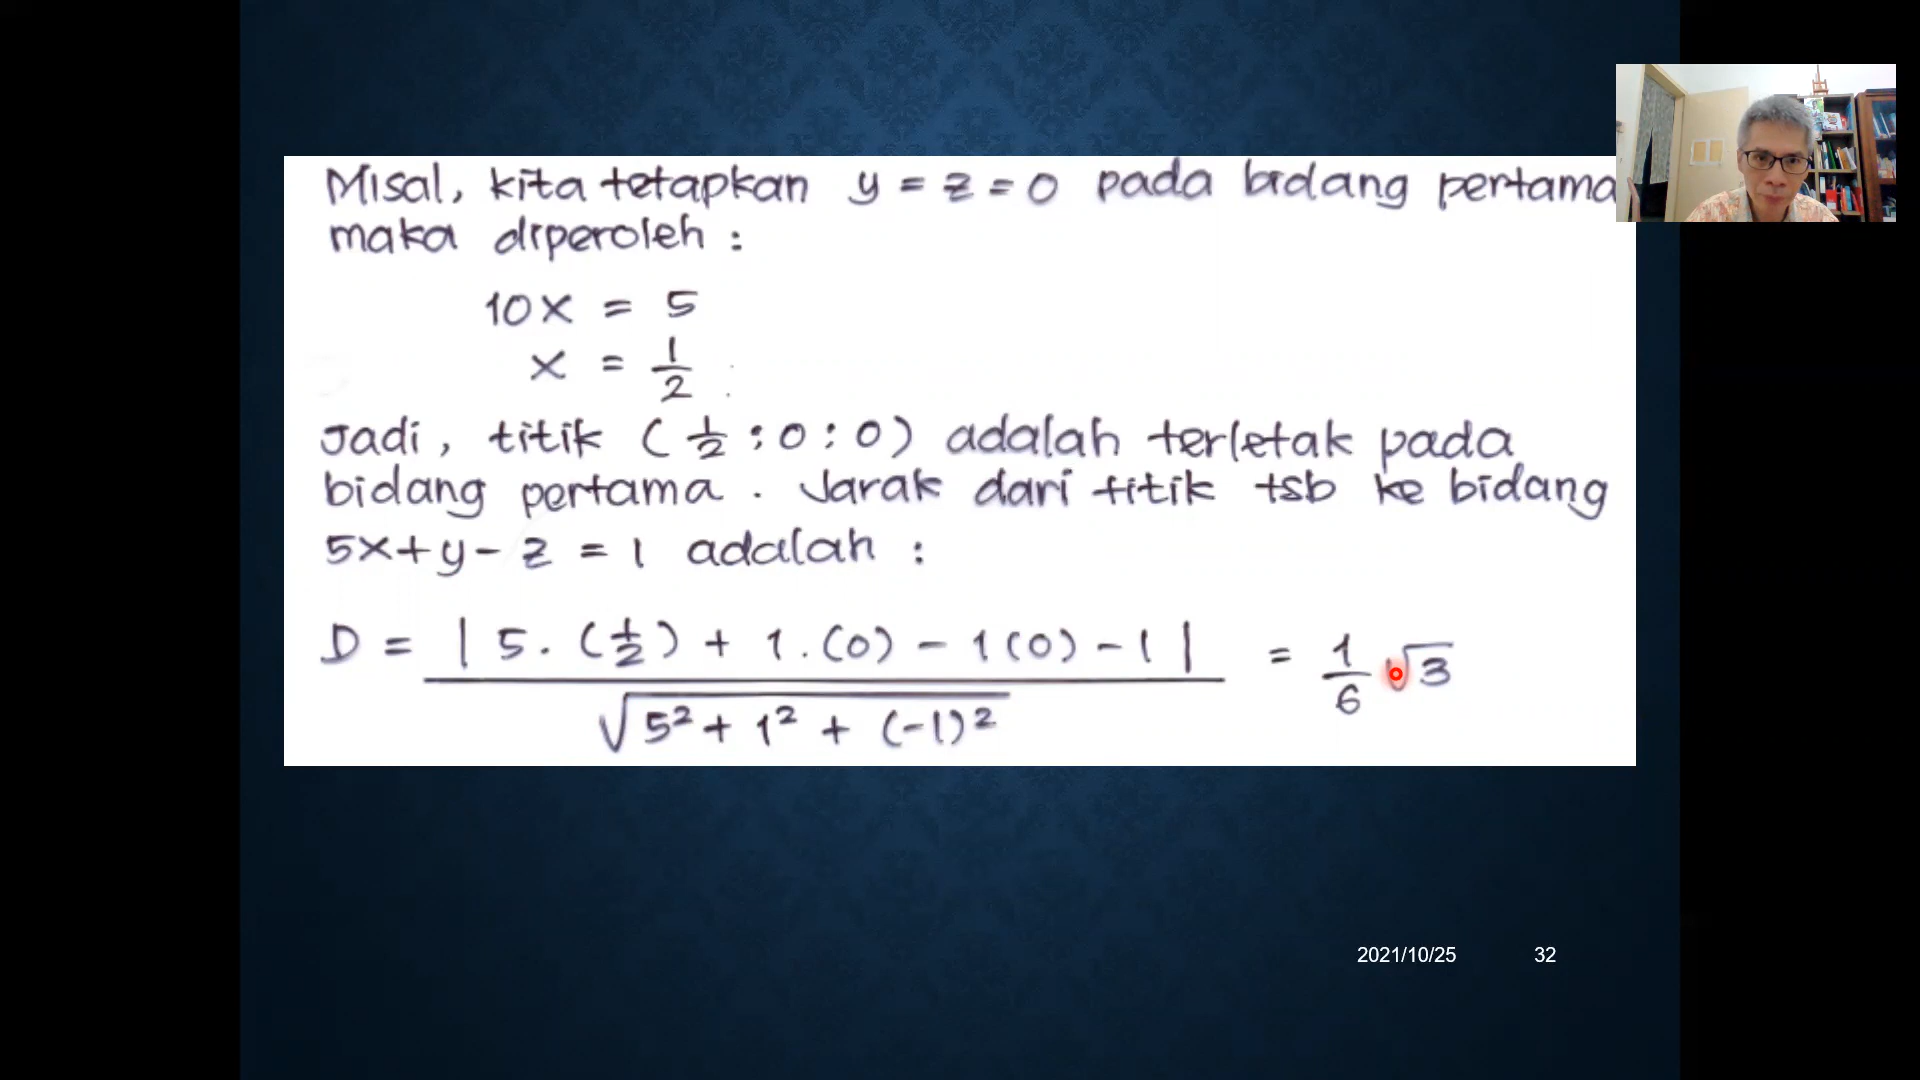 Misal, kita tetapkan y = z = 0 pada bidang pertama
maka diperoleh :
10x = 5
x = 1/2
Jadi, titik ( 1/2 ; 0 ; 0 ) adalah terletak pada
bidang pertama . Jarak dari titik tsb ke bidang
5x + y - z = 1 adalah :
D = | 5 . (1/2) + 1 . (0) - 1 (0) - 1 | / √5² + 1² + (-1)² = 1/6 √3
2021/10/25 32